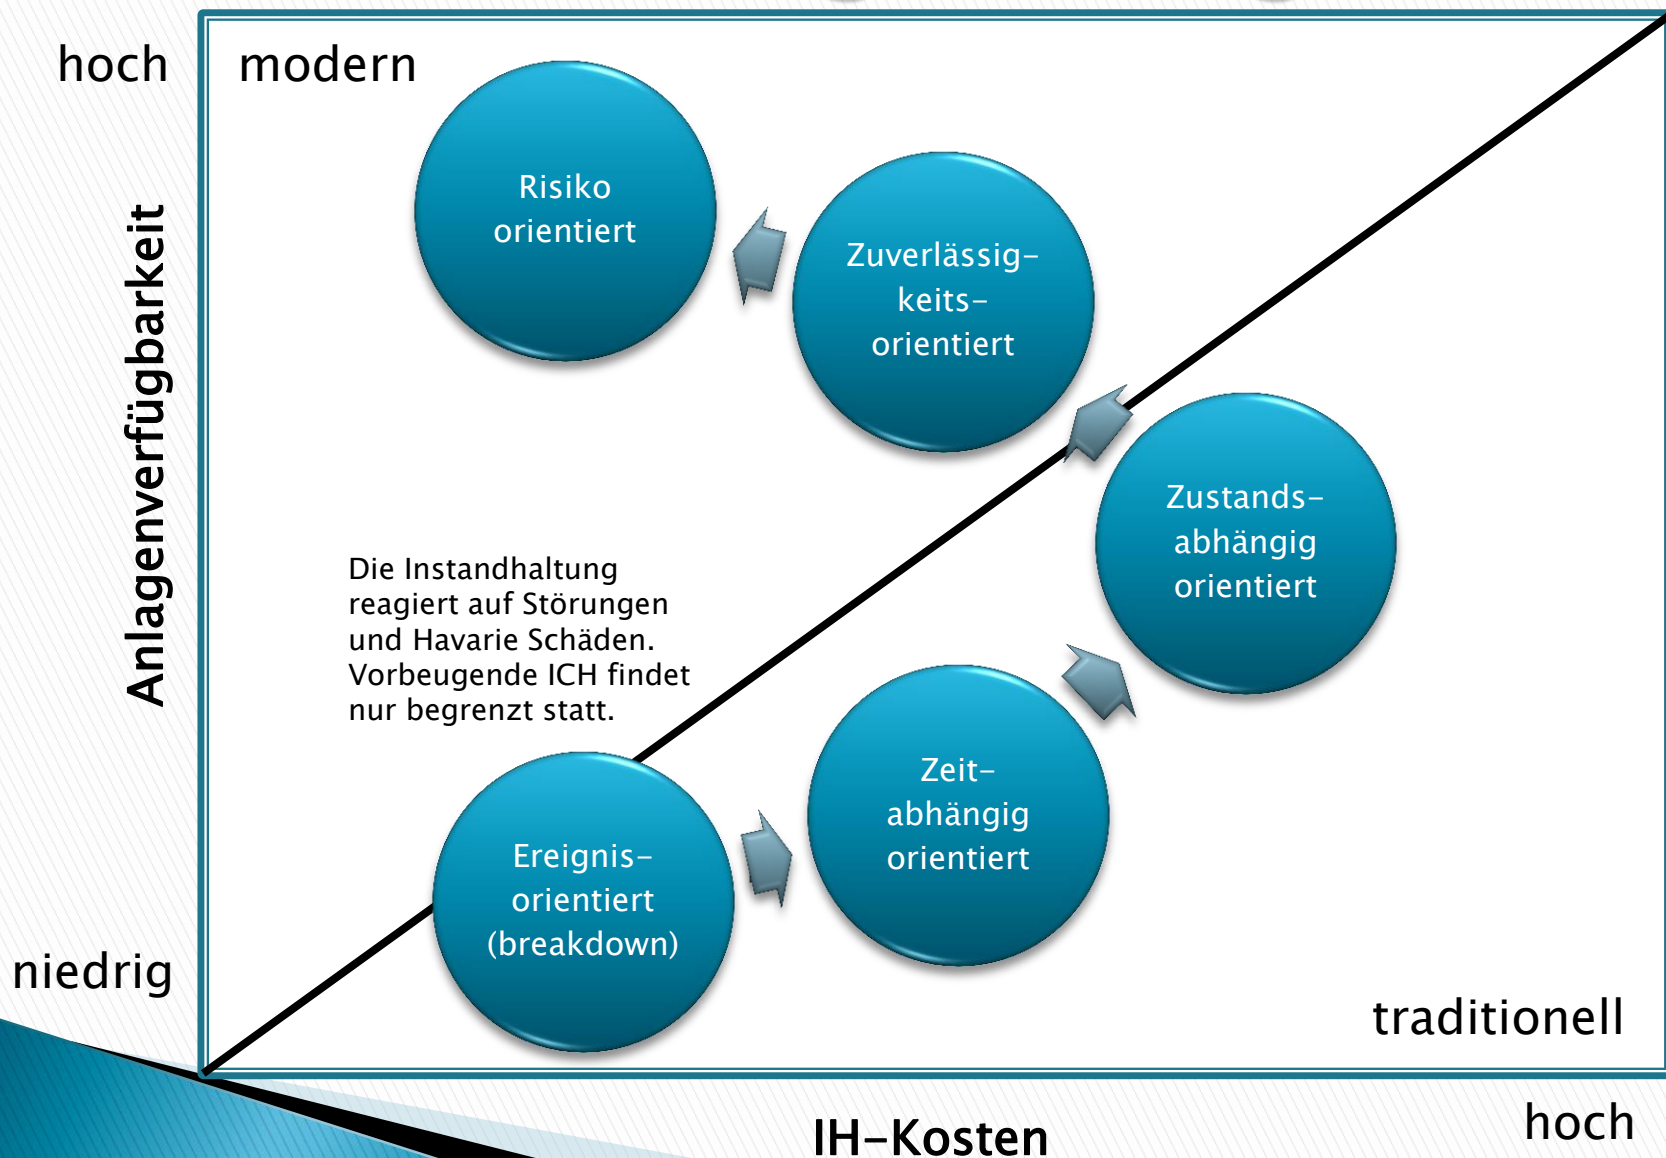 hoch
modern
Anlagenverfügbarkeit
Risiko
orientiert
Zuverlässig-
keits-
orientiert
Zustands-
abhängig
orientiert
Die Instandhaltung
reagiert auf Störungen
und Havarie Schäden.
Vorbeugende ICH findet
nur begrenzt statt.
Zeit-
abhängig
orientiert
Ereignis-
orientiert
(breakdown)
niedrig
traditionell
IH-Kosten
hoch